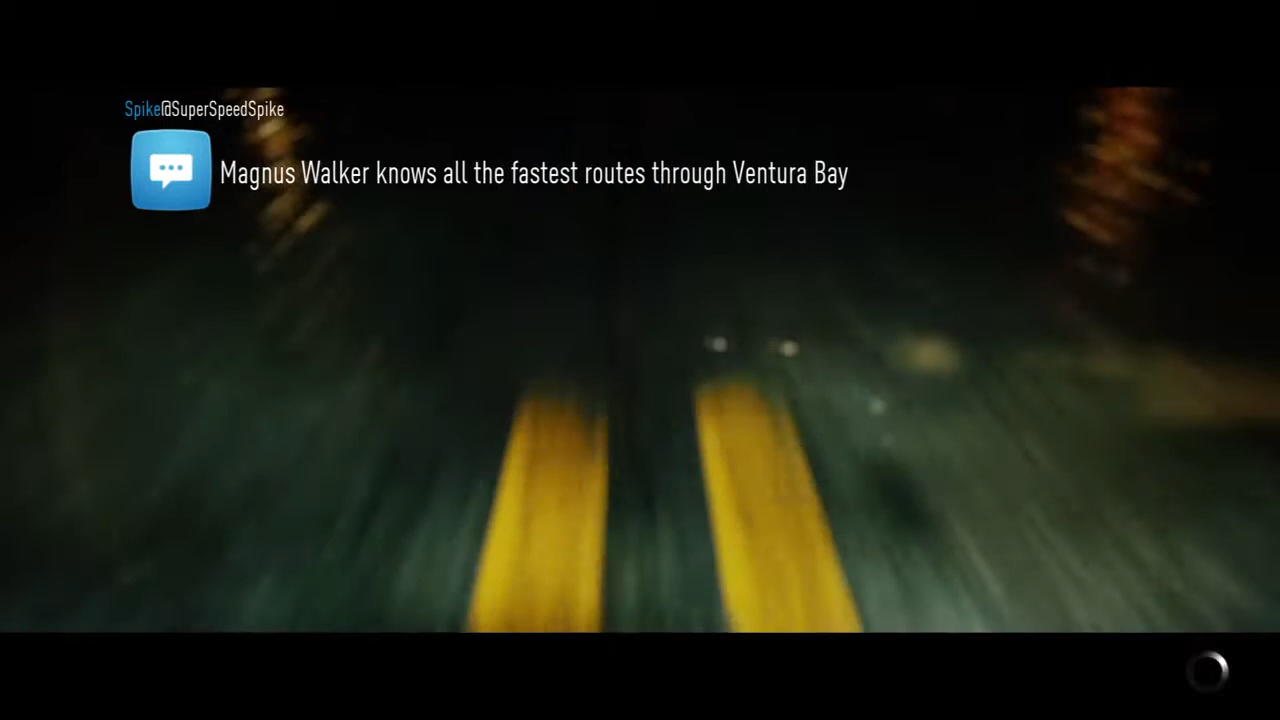 Spike@SuperSpeedSpike
Magnus Walker knows all the fastest routes through Ventura Bay